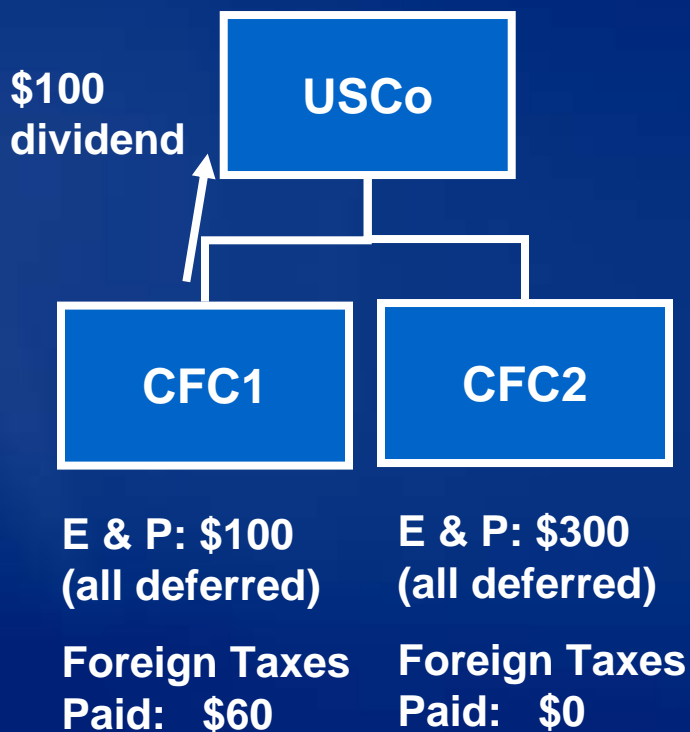 $100
dividend
USCo
CFC1
CFC2
E & P: $100
(all deferred)
Foreign Taxes
Paid: $60
E & P: $300
(all deferred)
Foreign Taxes
Paid: $0